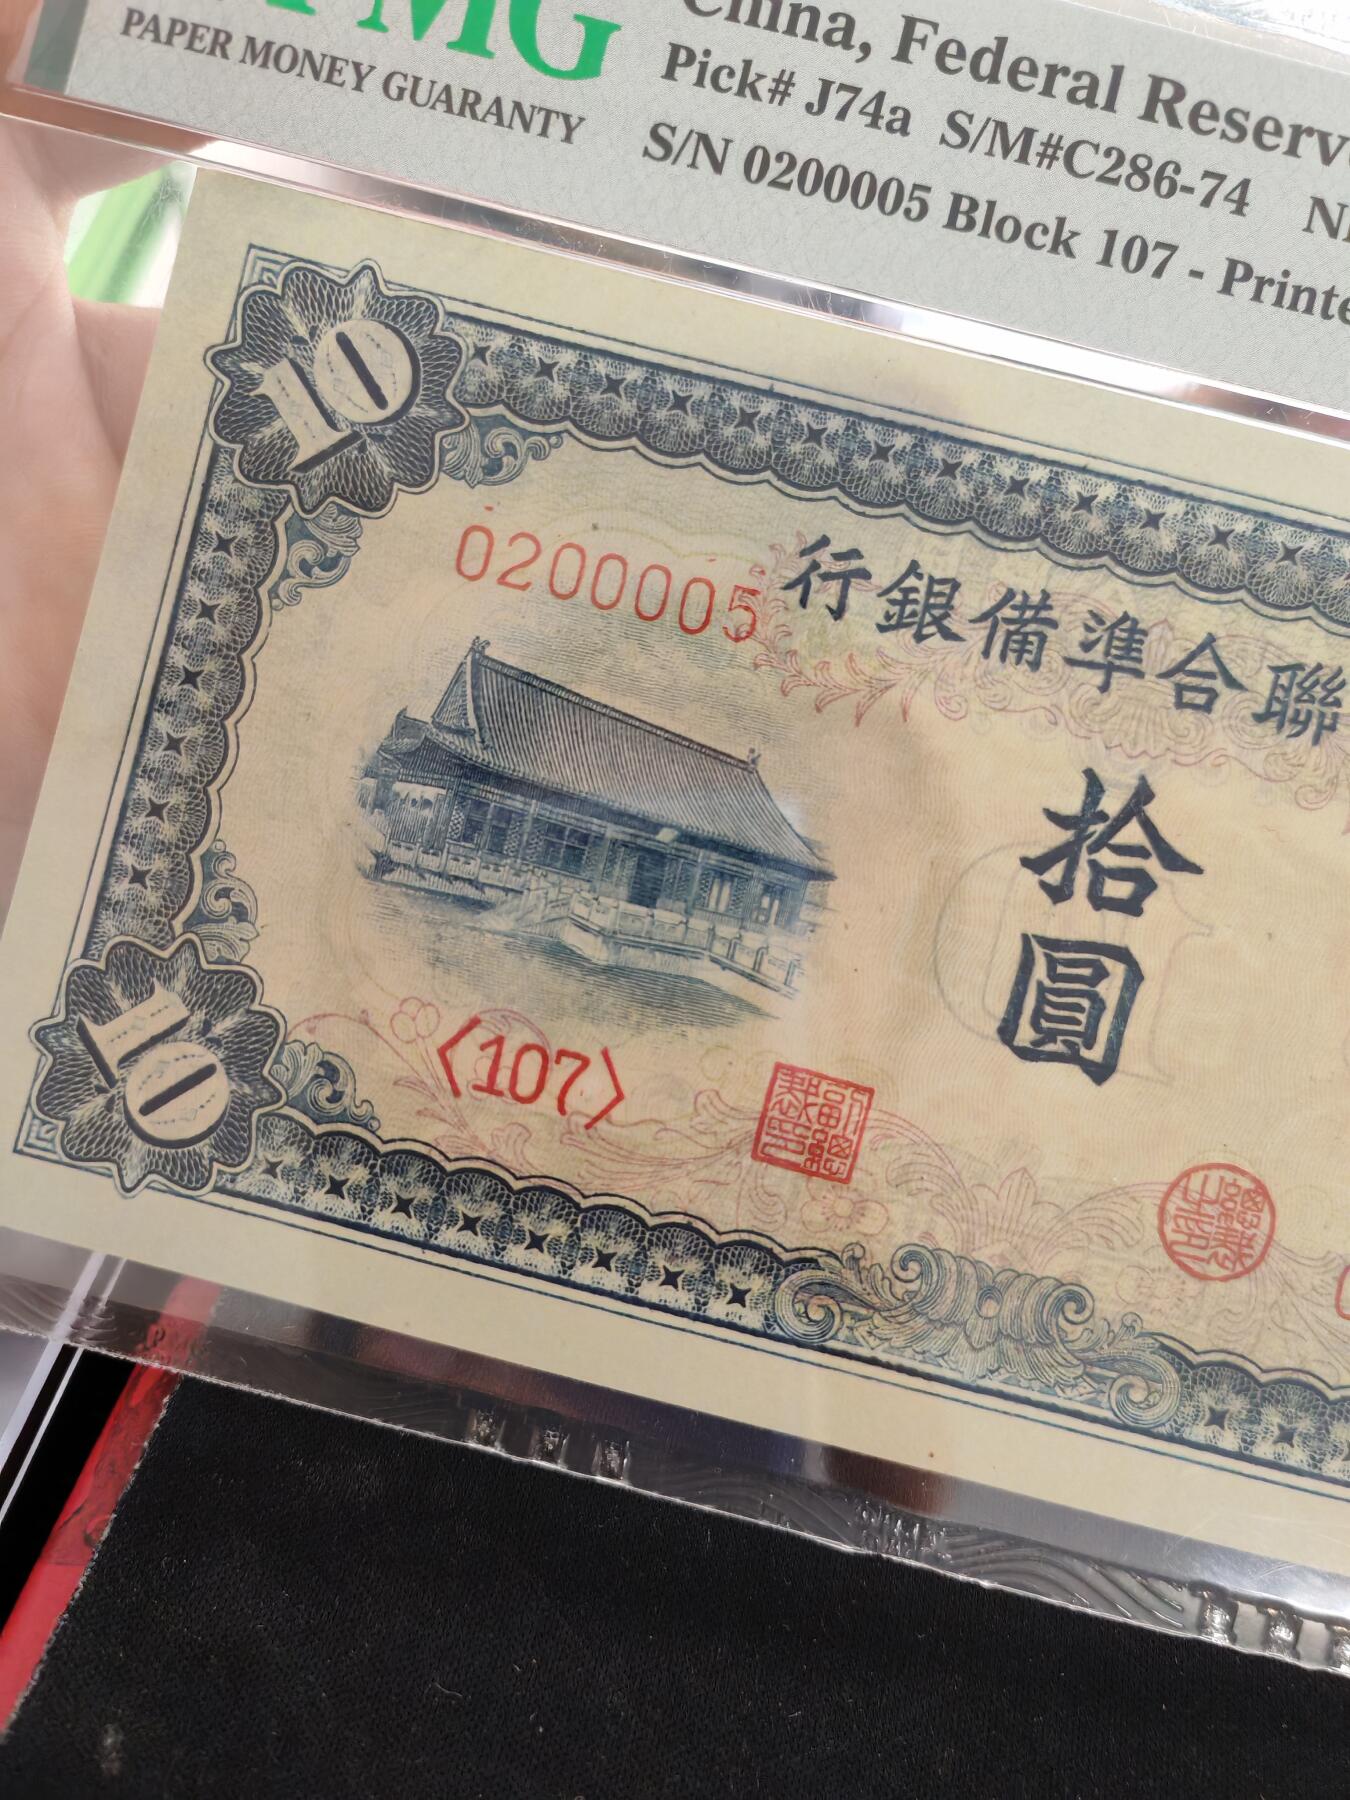 PMG
PAPER MONEY GUARANTY
China, Federal Reserve
Pick# J74a S/M#C286-74
S/N 0200005 Block 107 - Printe
10
0200005
行銀備準合聯
拾圓
〈107〉
10